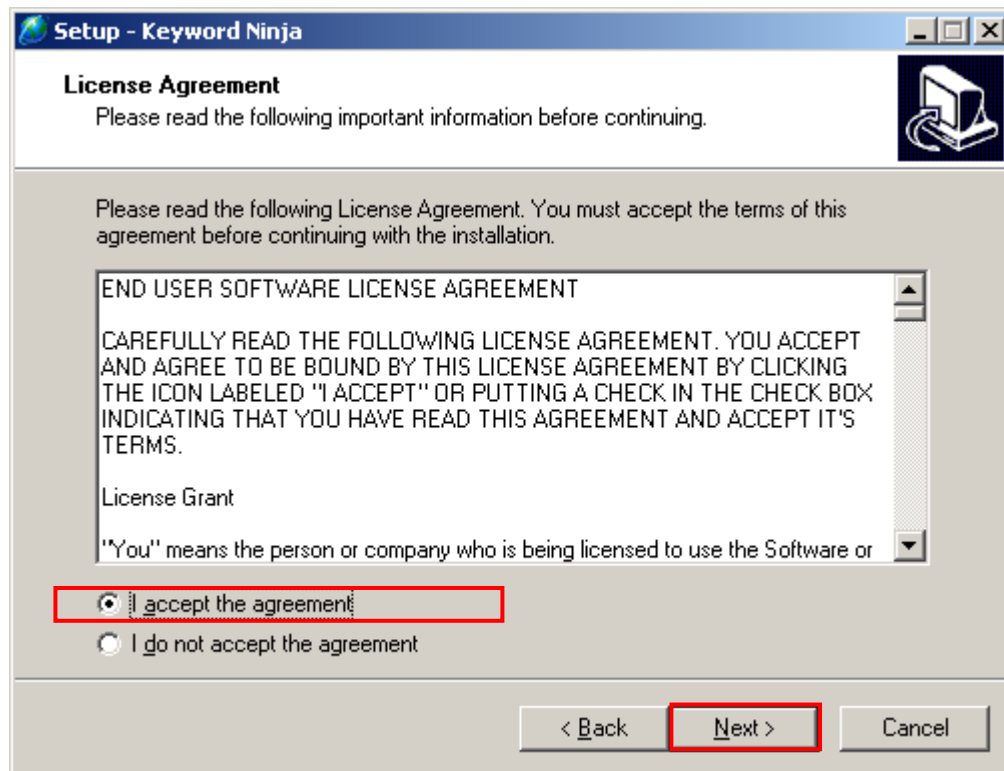 Setup - Keyword Ninja
License Agreement
Please read the following important information before continuing.
Please read the following License Agreement. You must accept the terms of this
agreement before continuing with the installation.
END USER SOFTWARE LICENSE AGREEMENT
CAREFULLY READ THE FOLLOWING LICENSE AGREEMENT. YOU ACCEPT
AND AGREE TO BE BOUND BY THIS LICENSE AGREEMENT BY CLICKING
THE ICON LABELED "I ACCEPT" OR PUTTING A CHECK IN THE CHECK BOX
INDICATING THAT YOU HAVE READ THIS AGREEMENT AND ACCEPT IT'S
TERMS.
License Grant
"You" means the person or company who is being licensed to use the Software or
I accept the agreement
I do not accept the agreement
< Back Next > Cancel